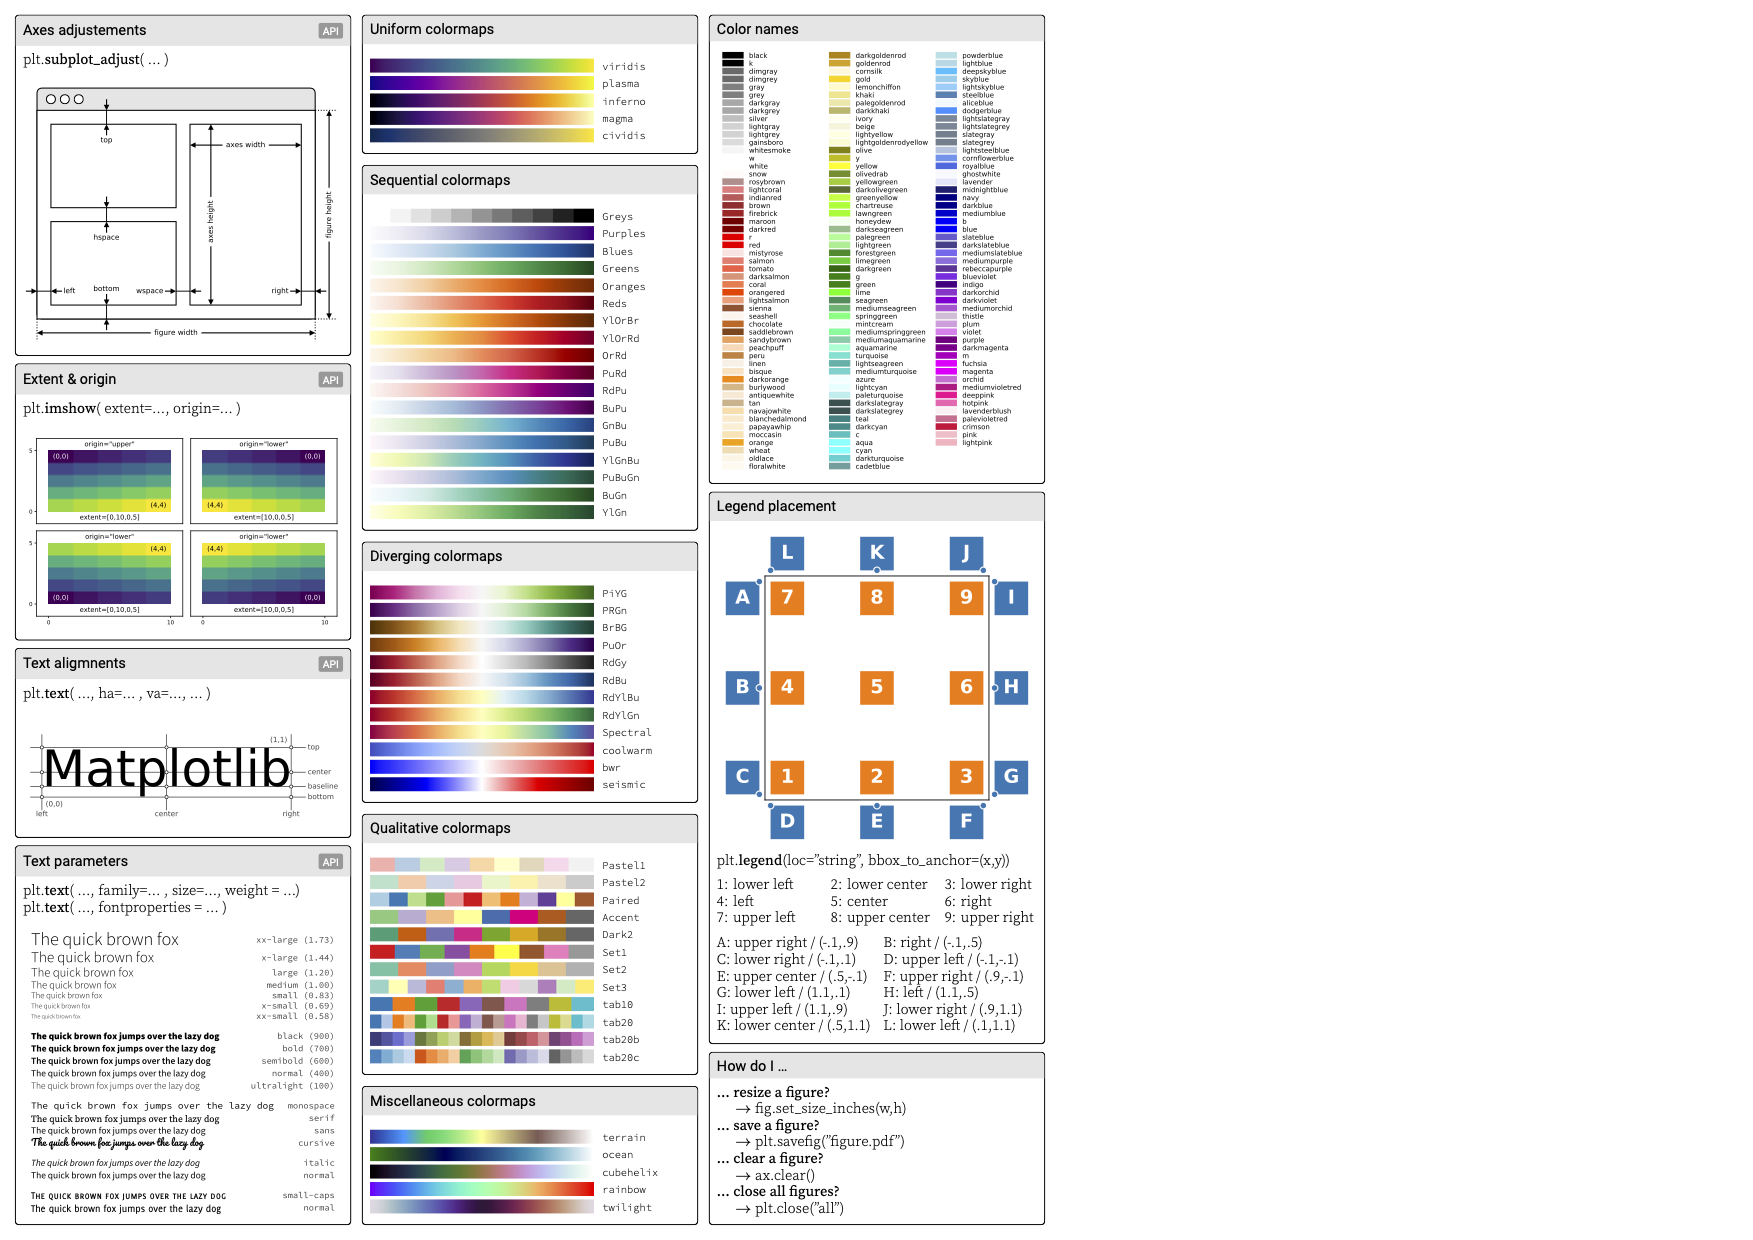 Axes adjustements
API
plt.subplot_adjust( … )
top
axes width
axes height
figure height
hspace
left
bottom
wspace
right
figure width
Extent & origin
API
plt.imshow( extent=…, origin=… )
origin="upper"
origin="lower"
5
(0,0)
(0,0)
(4,4)
(4,4)
0
extent=[0,10,0,5]
extent=[10,0,0,5]
origin="lower"
origin="lower"
5
(4,4)
(4,4)
(0,0)
(0,0)
0
extent=[0,10,0,5]
extent=[10,0,0,5]
0
10
0
10
Text aligmnents
API
plt.text( …, ha=… , va=…, … )
(1,1)
top
Matplotlib
center
baseline
bottom
(0,0)
left
center
right
Text parameters
API
plt.text( …, family=… , size=…, weight = …)
plt.text( …, fontproperties = … )
The quick brown fox xx-large (1.73)
The quick brown fox x-large (1.44)
The quick brown fox large (1.20)
The quick brown fox medium (1.00)
The quick brown fox small (0.83)
The quick brown fox x-small (0.69)
The quick brown fox xx-small (0.58)
The quick brown fox jumps over the lazy dog black (900)
The quick brown fox jumps over the lazy dog bold (700)
The quick brown fox jumps over the lazy dog semibold (600)
The quick brown fox jumps over the lazy dog normal (400)
The quick brown fox jumps over the lazy dog ultralight (100)
The quick brown fox jumps over the lazy dog monospace
The quick brown fox jumps over the lazy dog serif
The quick brown fox jumps over the lazy dog sans
The quick brown fox jumps over the lazy dog cursive
The quick brown fox jumps over the lazy dog italic
The quick brown fox jumps over the lazy dog normal
The quick brown fox jumps over the lazy dog small-caps
The quick brown fox jumps over the lazy dog normal
Uniform colormaps
viridis
plasma
inferno
magma
cividis
Sequential colormaps
Greys
Purples
Blues
Greens
Oranges
Reds
YlOrBr
YlOrRd
OrRd
PuRd
RdPu
BuPu
GnBu
PuBu
YlGnBu
PuBuGn
BuGn
YlGn
Diverging colormaps
PiYG
PRGn
BrBG
PuOr
RdGy
RdBu
RdYlBu
RdYlGn
Spectral
coolwarm
bwr
seismic
Qualitative colormaps
Pastel1
Pastel2
Paired
Accent
Dark2
Set1
Set2
Set3
tab10
tab20
tab20b
tab20c
Miscellaneous colormaps
terrain
ocean
cubehelix
rainbow
twilight
Color names
black
k
dimgray
dimgrey
gray
grey
darkgray
darkgrey
silver
lightgray
lightgrey
gainsboro
whitesmoke
w
white
snow
rosybrown
lightcoral
indianred
brown
firebrick
maroon
darkred
r
red
mistyrose
salmon
tomato
darksalmon
coral
orangered
lightsalmon
sienna
seashell
chocolate
saddlebrown
sandybrown
peachpuff
peru
linen
bisque
darkorange
burlywood
antiquewhite
tan
navajowhite
blanchedalmond
papayawhip
moccasin
orange
wheat
oldlace
floralwhite
darkgoldenrod
goldenrod
cornsilk
gold
lemonchiffon
khaki
palegoldenrod
darkkhaki
ivory
beige
lightyellow
lightgoldenrodyellow
olive
y
yellow
olivedrab
yellowgreen
darkolivegreen
greenyellow
chartreuse
lawngreen
honeydew
darkseagreen
palegreen
lightgreen
forestgreen
limegreen
darkgreen
g
green
lime
seagreen
mediumseagreen
springgreen
mintcream
mediumspringgreen
mediumaquamarine
aquamarine
turquoise
lightseagreen
mediumturquoise
azure
lightcyan
paleturquoise
darkslategray
darkslategrey
teal
darkcyan
c
aqua
cyan
darkturquoise
cadetblue
powderblue
lightblue
deepskyblue
skyblue
lightskyblue
steelblue
aliceblue
dodgerblue
lightslategray
lightslategrey
slategray
slategrey
lightsteelblue
cornflowerblue
royalblue
ghostwhite
lavender
midnightblue
navy
darkblue
mediumblue
b
blue
slateblue
darkslateblue
mediumslateblue
mediumpurple
rebeccapurple
blueviolet
indigo
darkorchid
darkviolet
mediumorchid
thistle
plum
violet
purple
darkmagenta
m
fuchsia
magenta
orchid
mediumvioletred
deeppink
hotpink
lavenderblush
palevioletred
crimson
pink
lightpink
Legend placement
L K J
A 7 8 9 I
B 4 5 6 H
C 1 2 3 G
D E F
plt.legend(loc=”string”, bbox_to_anchor=(x,y))
1: lower left 2: lower center 3: lower right
4: left 5: center 6: right
7: upper left 8: upper center 9: upper right
A: upper right / (-.1,.9) B: right / (-.1,.5)
C: lower right / (-.1,.1) D: upper left / (-.1,-.1)
E: upper center / (.5,-.1) F: upper right / (.9,-.1)
G: lower left / (1.1,.1) H: left / (1.1,.5)
I: upper left / (1.1,.9) J: lower right / (.9,1.1)
K: lower center / (.5,1.1) L: lower left / (.1,1.1)
How do I …
… resize a figure?
→ fig.set_size_inches(w,h)
… save a figure?
→ plt.savefig(”figure.pdf”)
… clear a figure?
→ ax.clear()
… close all figures?
→ plt.close(”all”)